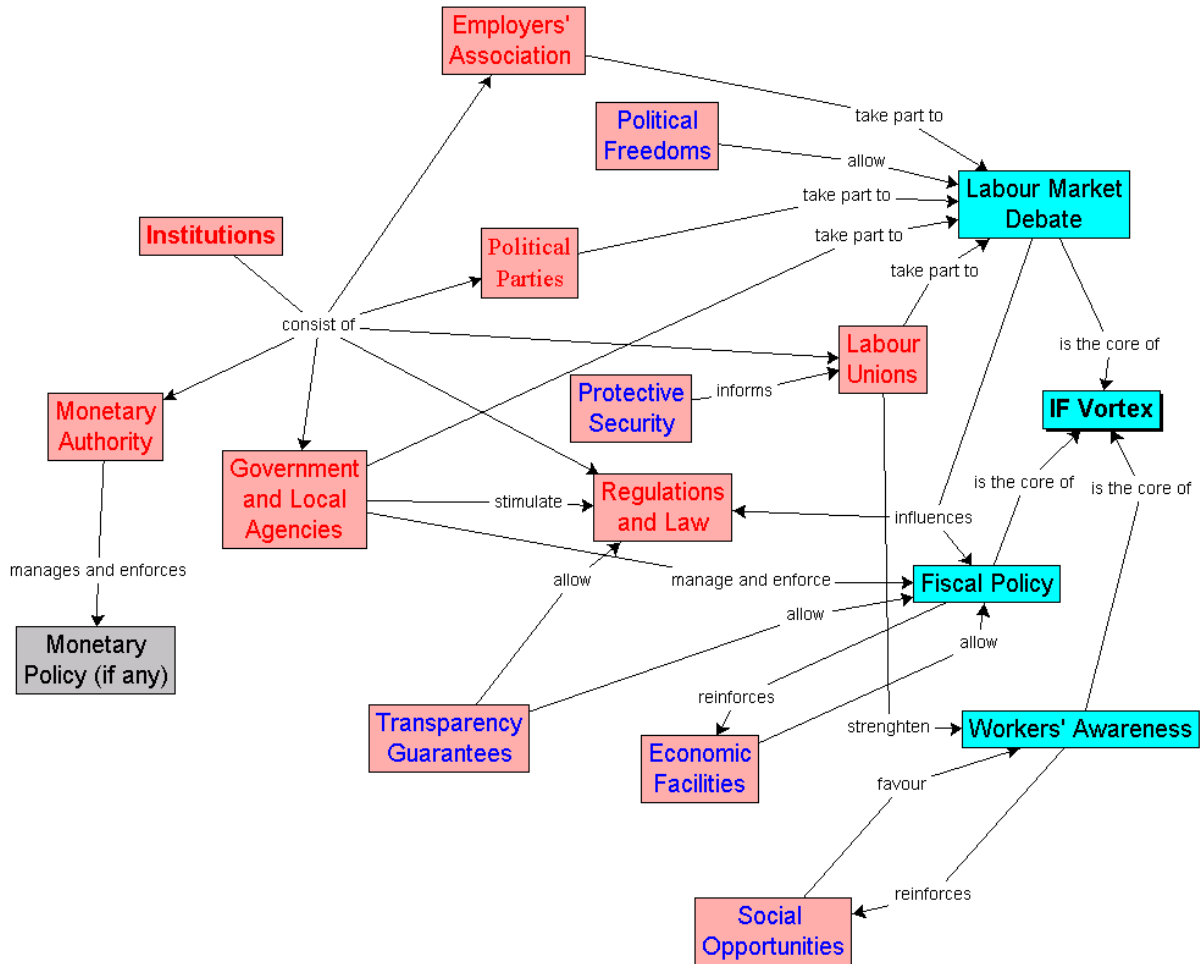 Employers'
Association
take part to
Political
Freedoms
allow
Labour Market
Debate
take part to
Institutions
Political
Parties
take part to
take part to
consist of
Labour
Unions
is the core of
Protective
Security
informs
IF Vortex
Monetary
Authority
Government
and Local
Agencies
stimulate
Regulations
and Law
is the core of
is the core of
influences
manages and enforces
allow
manage and enforce
Fiscal Policy
allow
allow
Monetary
Policy (if any)
reinforces
Transparency
Guarantees
strenghten
Workers' Awareness
Economic
Facilities
favour
reinforces
Social
Opportunities